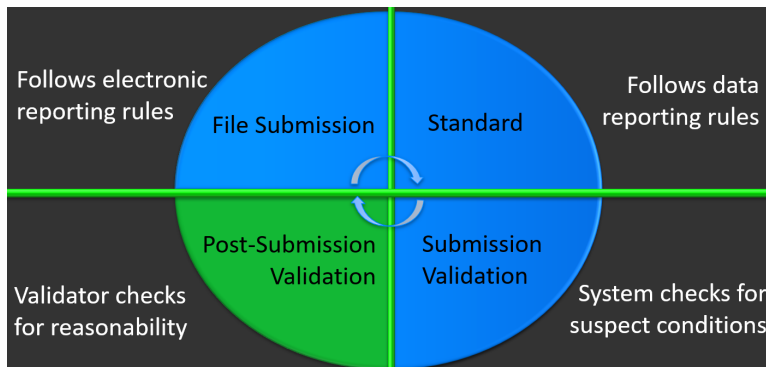 Follows electronic
reporting rules
File Submission
Standard
Follows data
reporting rules
Post-Submission
Validation
Submission
Validation
Validator checks
for reasonability
System checks for
suspect conditions